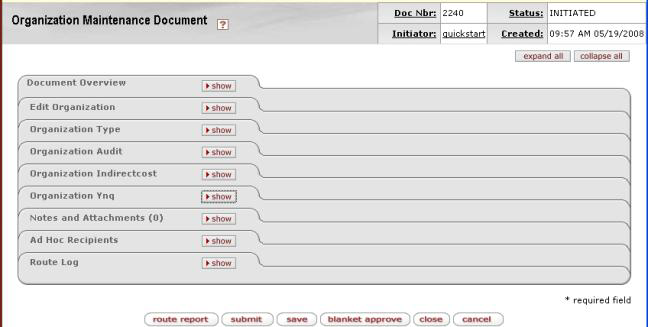 Organization Maintenance Document ?
Doc Nbr: 2240 Status: INITIATED
Initiator: quickstart Created: 09:57 AM 05/19/2008
expand all collapse all
Document Overview show
Edit Organization show
Organization Type show
Organization Audit show
Organization Indirectcost show
Organization Ynq show
Notes and Attachments (0) show
Ad Hoc Recipients show
Route Log show
* required field
route report submit save blanket approve close cancel